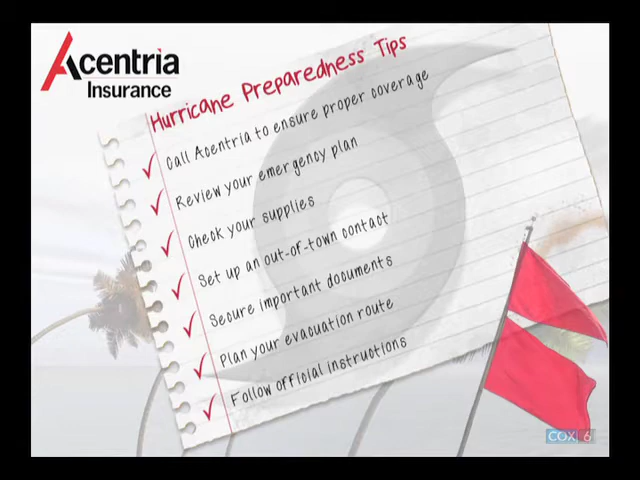 Acentria
Insurance
Hurricane Preparedness Tips
Call Acentria to ensure proper coverage
Review your emergency plan
Check your supplies
Set up an out-of-town contact
Secure important documents
Plan your evacuation route
Follow official instructions
COX 6